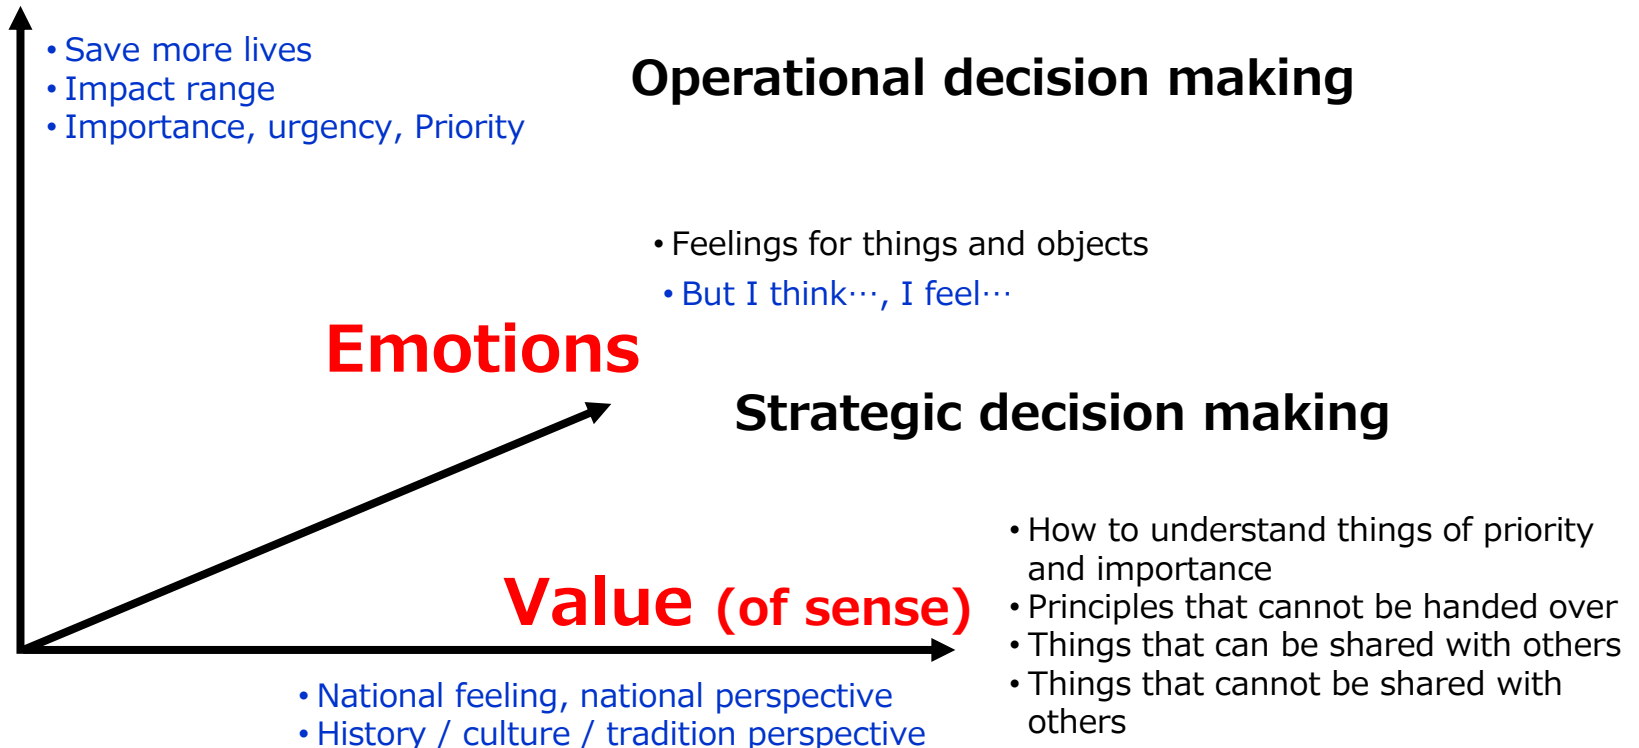 • Save more lives
• Impact range
• Importance, urgency, Priority
Operational decision making
• Feelings for things and objects
• But I think…, I feel…
Emotions
Strategic decision making
• How to understand things of priority
and importance
• Principles that cannot be handed over
• Things that can be shared with others
• Things that cannot be shared with
others
Value (of sense)
• National feeling, national perspective
• History / culture / tradition perspective